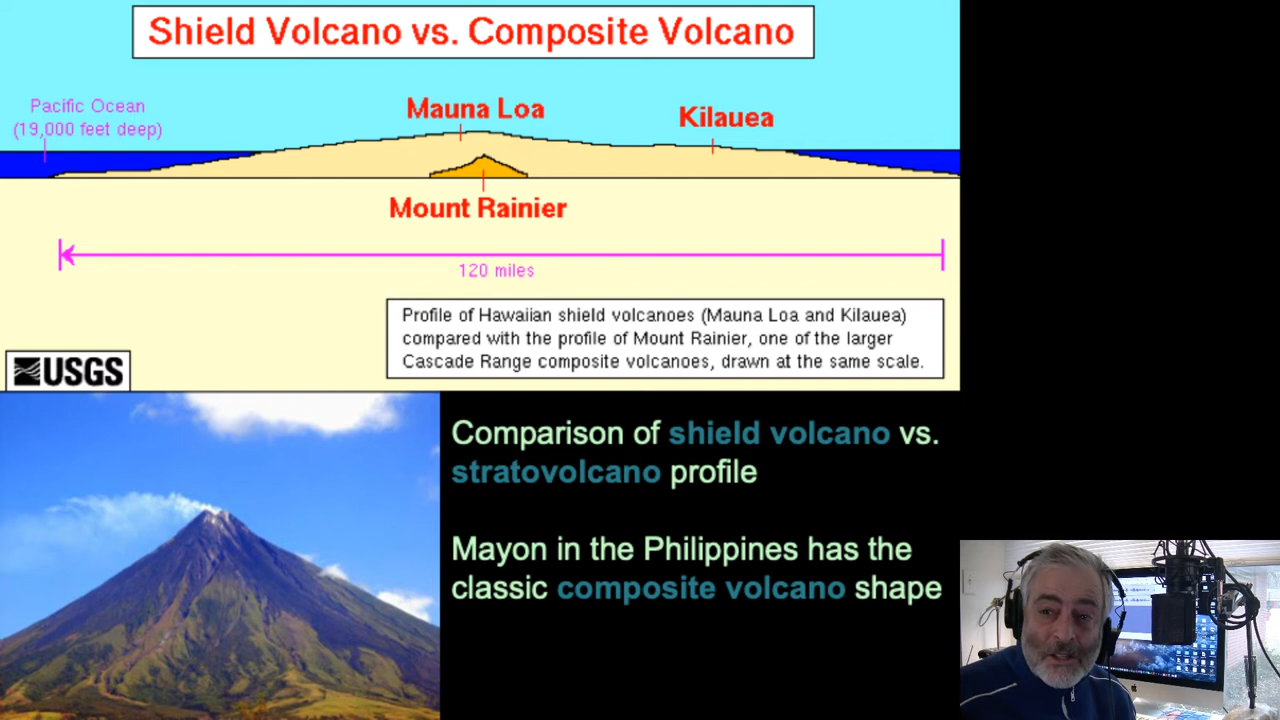 Shield Volcano vs. Composite Volcano
Pacific Ocean
(19,000 feet deep)
Mauna Loa
Kilauea
Mount Rainier
120 miles
Profile of Hawaiian shield volcanoes (Mauna Loa and Kilauea)
compared with the profile of Mount Rainier, one of the larger
Cascade Range composite volcanoes, drawn at the same scale.
USGS
Comparison of shield volcano vs.
stratovolcano profile
Mayon in the Philippines has the
classic composite volcano shape